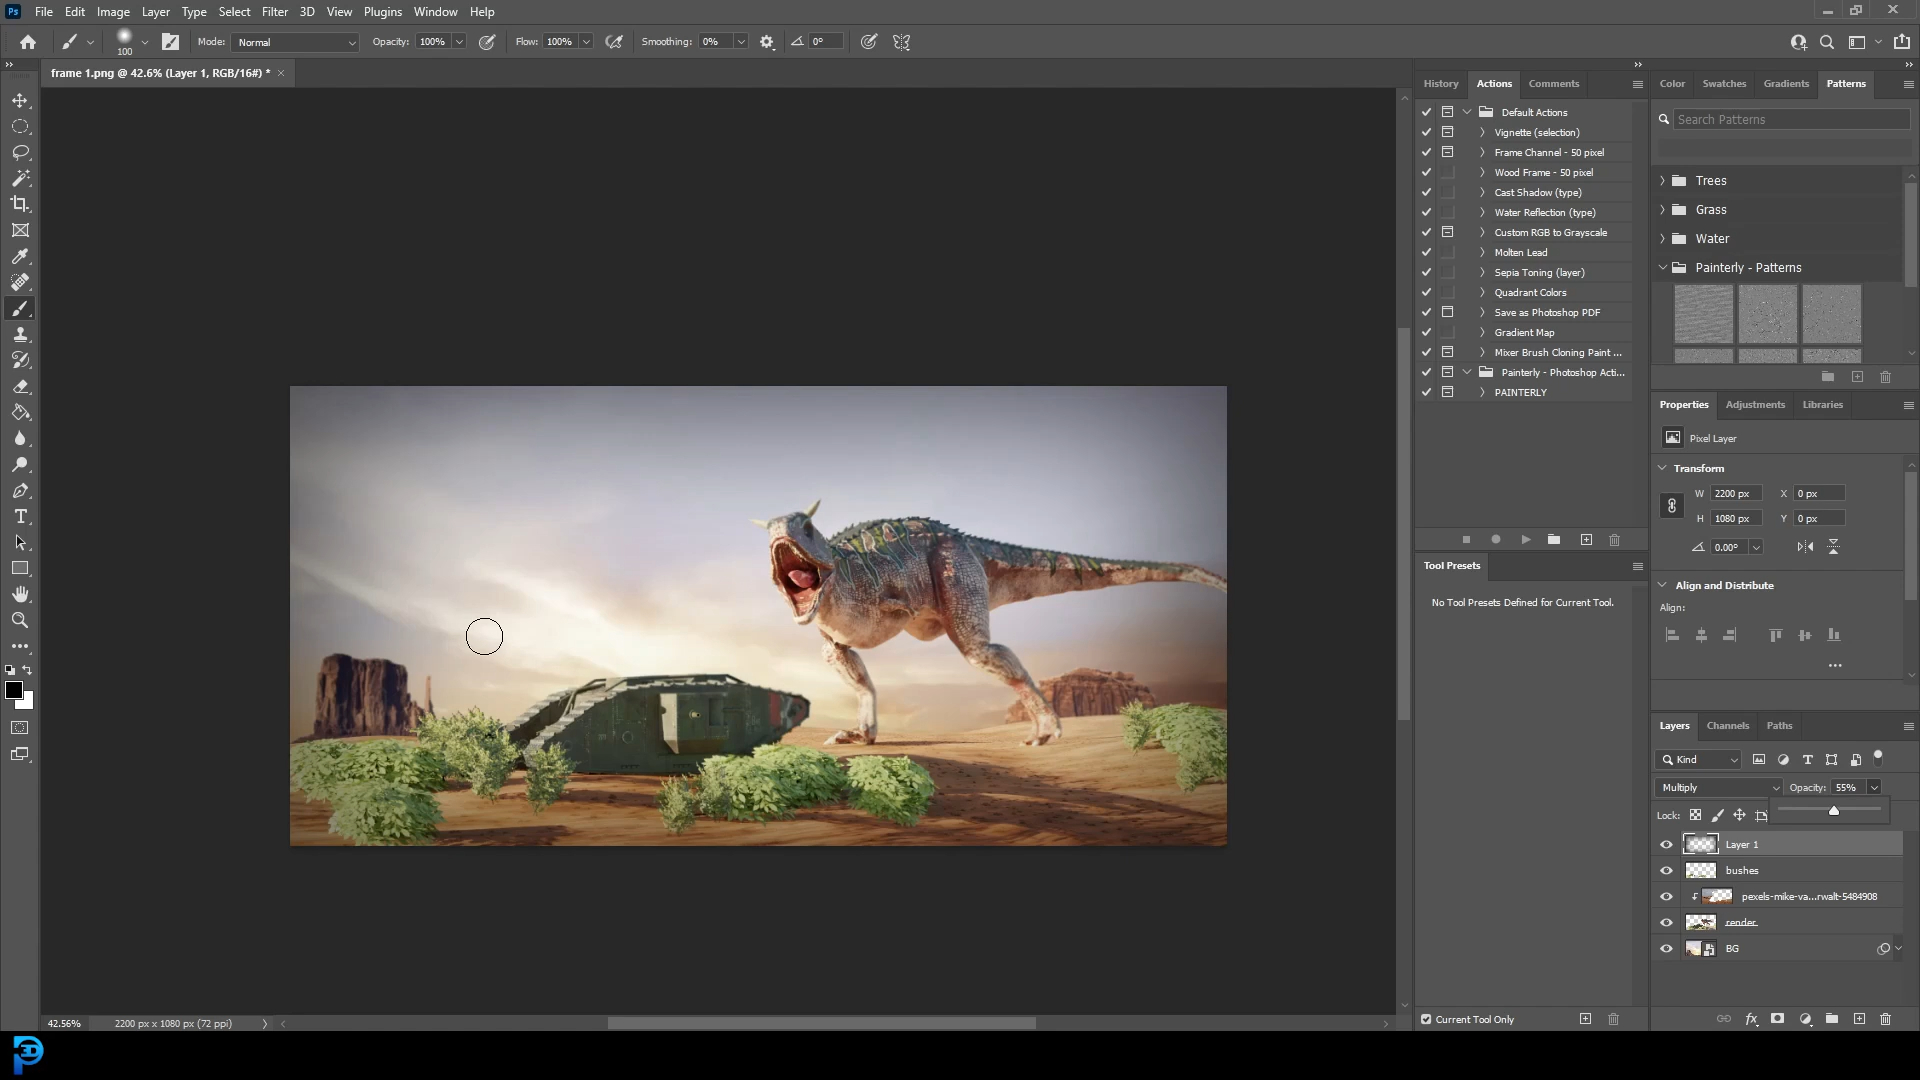 Ps File Edit Image Layer Type Select Filter 3D View Plugins Window Help
100 Mode: Normal Opacity: 100% Flow: 100% Smoothing: 0% 0°
frame 1.png @ 42.6% (Layer 1, RGB/16#) *
History Actions Comments
Default Actions
Vignette (selection)
Frame Channel - 50 pixel
Wood Frame - 50 pixel
Cast Shadow (type)
Water Reflection (type)
Custom RGB to Grayscale
Molten Lead
Sepia Toning (layer)
Quadrant Colors
Save as Photoshop PDF
Gradient Map
Mixer Brush Cloning Paint ...
Painterly - Photoshop Acti...
PAINTERLY
Tool Presets
No Tool Presets Defined for Current Tool.
Current Tool Only
Color Swatches Gradients Patterns
Search Patterns
Trees
Grass
Water
Painterly - Patterns
Properties Adjustments Libraries
Pixel Layer
Transform
W 2200 px X 0 px
H 1080 px Y 0 px
0.00°
Align and Distribute
Align:
Layers Channels Paths
Kind
Multiply Opacity: 55%
Lock:
Layer 1
bushes
pexels-mike-va...rwalt-5484908
render
BG
fx
42.56% 2200 px x 1080 px (72 ppi)
P3D